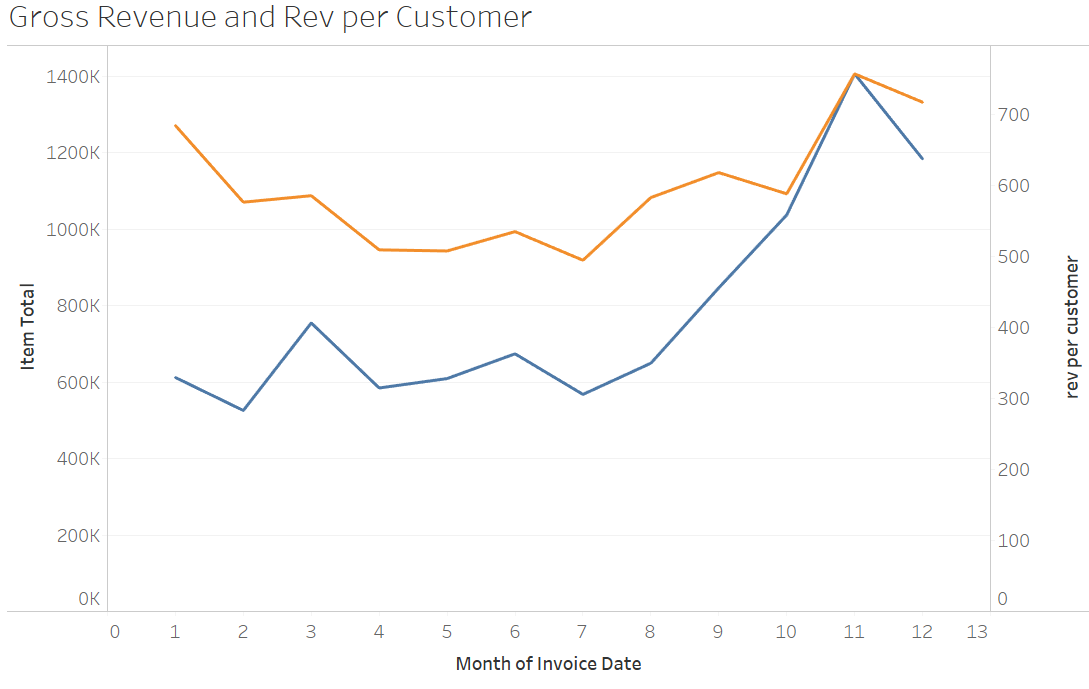 Gross Revenue and Rev per Customer
1400K
1200K
1000K
800K
600K
400K
200K
0K
Item Total
700
600
500
400
300
200
100
0
rev per customer
0 1 2 3 4 5 6 7 8 9 10 11 12 13
Month of Invoice Date